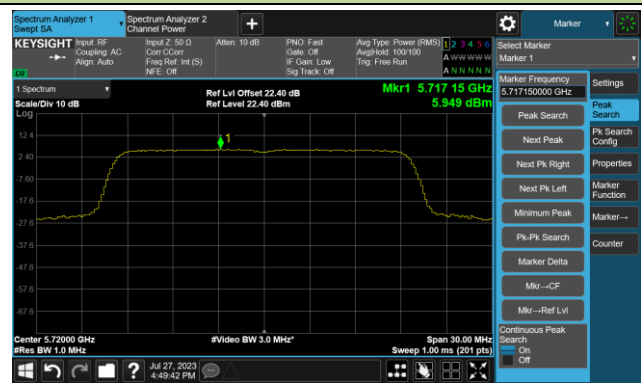 Spectrum Analyzer 1
Swept SA
Spectrum Analyzer 2
Channel Power
Marker
KEYSIGHT
Input: RF
Coupling: AC
Align: Auto
Input Z: 50 Ω
Corr CCorr
Freq Ref: Int (S)
NFE: Off
Atten: 10 dB
PNO: Fast
Gate: Off
IF Gain: Low
Sig Track: Off
Avg Type: Power (RMS)
Avg|Hold: 100/100
Trig: Free Run
1 2 3 4 5 6
A W W W W W
A N N N N N
LV
1 Spectrum
Scale/Div 10 dB
Log
Ref Lvl Offset 22.40 dB
Ref Level 22.40 dBm
Mkr1 5.717 15 GHz
5.949 dBm
12.4
2.40
-7.60
-17.6
-27.6
-37.6
-47.6
-57.6
-67.6
1
Center 5.72000 GHz
#Res BW 1.0 MHz
#Video BW 3.0 MHz*
Span 30.00 MHz
Sweep 1.00 ms (201 pts)
Select Marker
Marker 1
Marker Frequency
5.717150000 GHz
Peak Search
Next Peak
Next Pk Right
Next Pk Left
Minimum Peak
Pk-Pk Search
Marker Delta
Mkr→CF
Mkr→Ref Lvl
Continuous Peak
Search
On
Off
Settings
Peak
Search
Pk Search
Config
Properties
Marker
Function
Marker→
Counter
?
Jul 27, 2023
4:49:42 PM